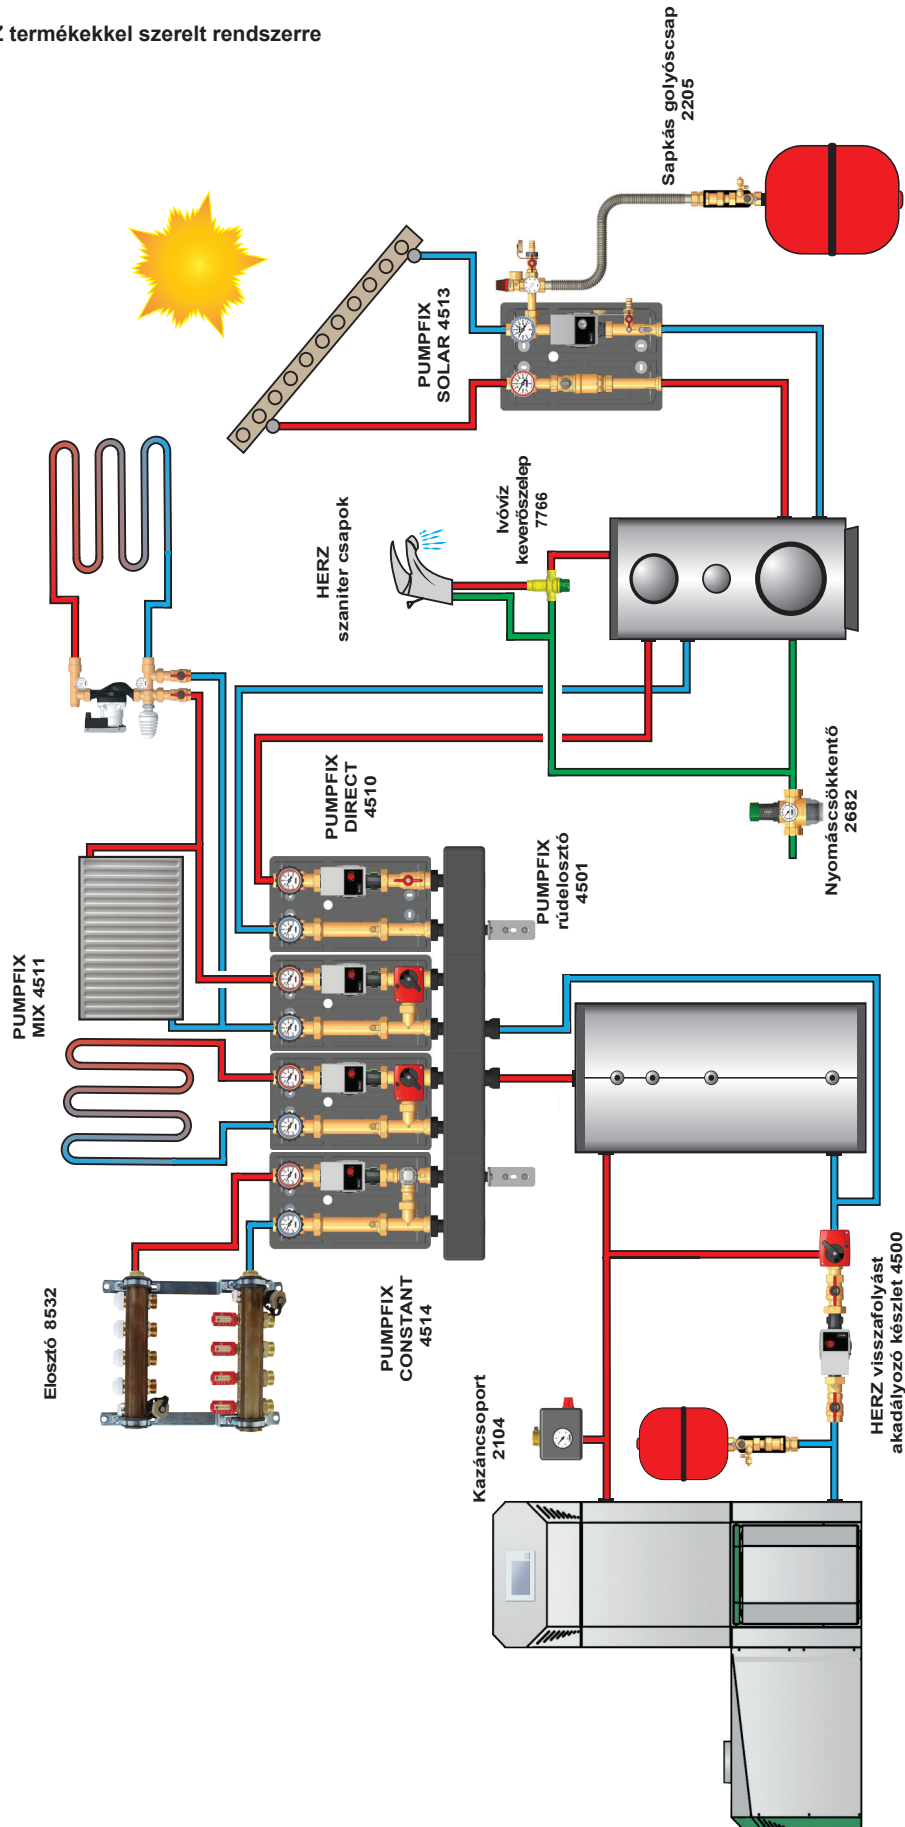 Z termékekkel szerelt rendszerre
Sapkás golyóscsap
2205
PUMPFIX
SOLAR 4513
Ivóvíz
keverőszelep
7766
HERZ
szaniter csapok
PUMPFIX
DIRECT
4510
Nyomáscsökkentő
2682
PUMPFIX
rúdelosztó
4501
PUMPFIX
MIX 4511
Elosztó 8532
PUMPFIX
CONSTANT
4514
Kazáncsoport
2104
HERZ visszafolyást
akadályozó készlet 4500